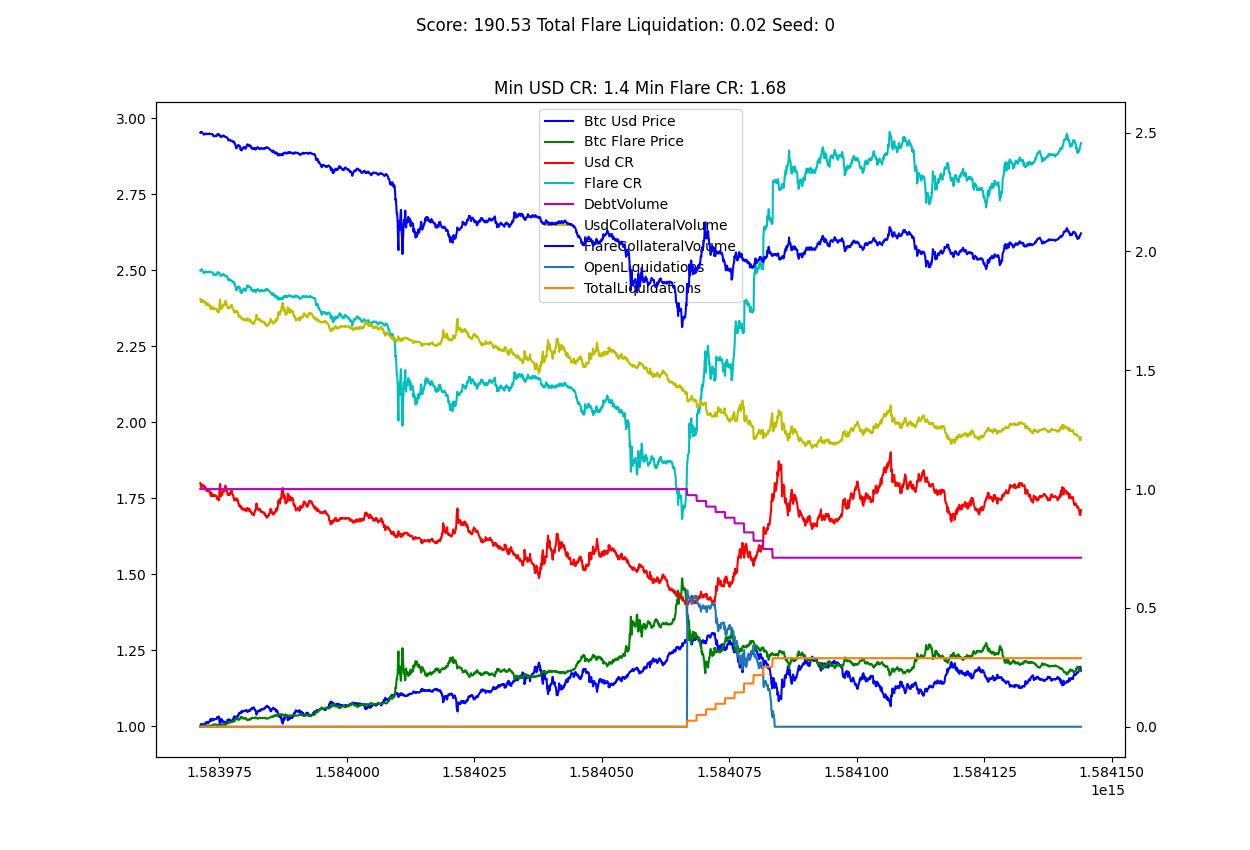 Score: 190.53 Total Flare Liquidation: 0.02 Seed: 0
Min USD CR: 1.4 Min Flare CR: 1.68
Btc Usd Price
Btc Flare Price
Usd CR
Flare CR
DebtVolume
UsdCollateralVolume
FlareCollateralVolume
OpenLiquidations
TotalLiquidations
3.00
2.75
2.50
2.25
2.00
1.75
1.50
1.25
1.00
2.5
2.0
1.5
1.0
0.5
0.0
1.583975 1.584000 1.584025 1.584050 1.584075 1.584100 1.584125 1.584150
1e15